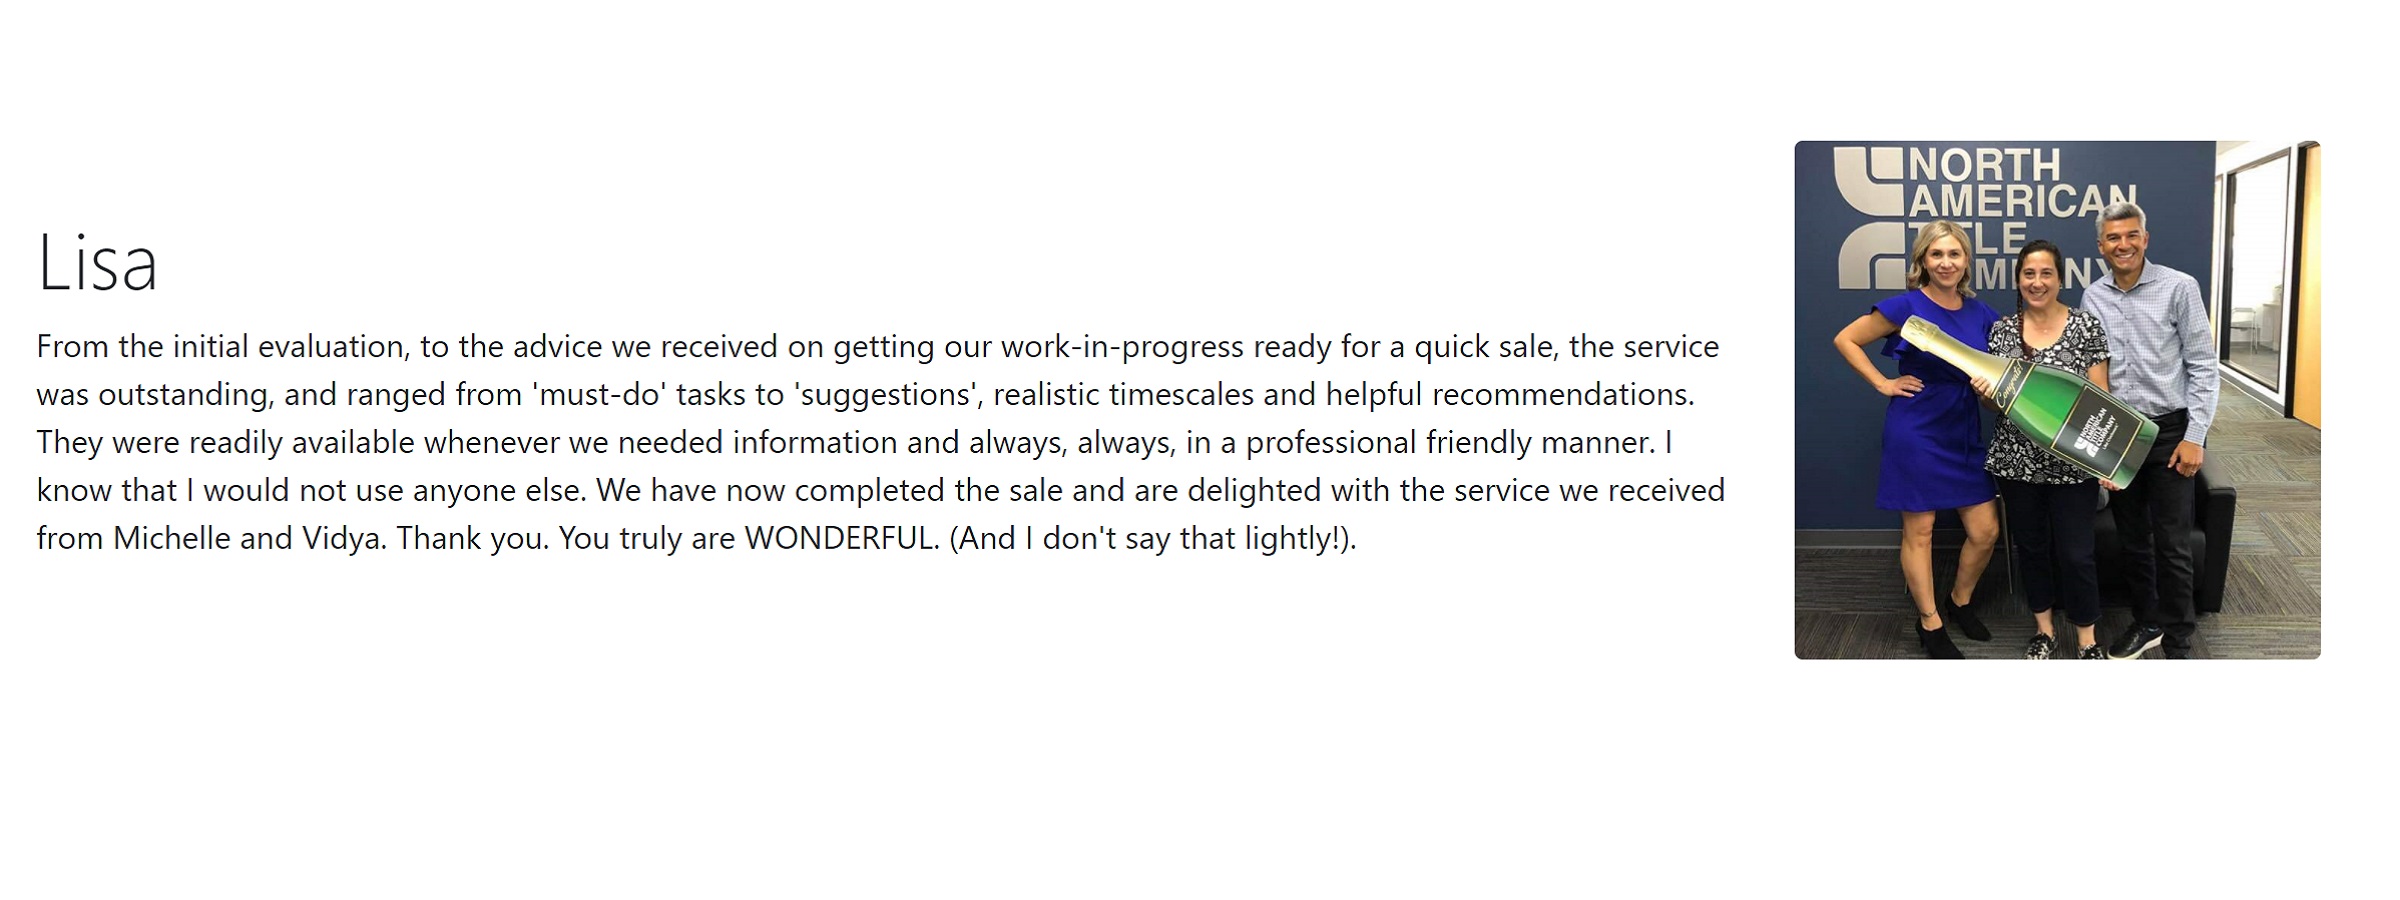 Lisa
From the initial evaluation, to the advice we received on getting our work-in-progress ready for a quick sale, the service
was outstanding, and ranged from 'must-do' tasks to 'suggestions', realistic timescales and helpful recommendations.
They were readily available whenever we needed information and always, always, in a professional friendly manner. I
know that I would not use anyone else. We have now completed the sale and are delighted with the service we received
from Michelle and Vidya. Thank you. You truly are WONDERFUL. (And I don't say that lightly!).
NORTH
AMERICAN
TITLE
Congrats!
NORTH
AMERICAN
TITLE
COMPANY